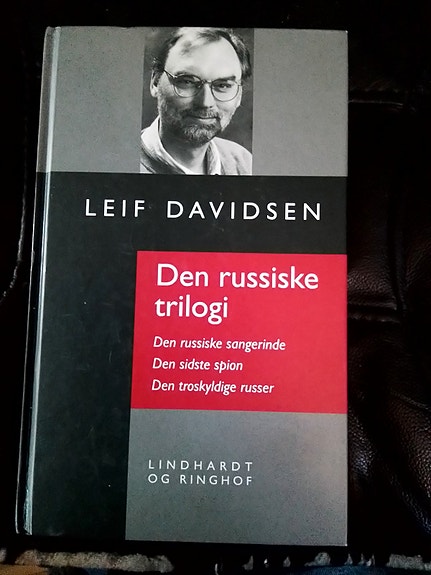 LEIF DAVIDSEN
Den russiske
trilogi
Den russiske sangerinde
Den sidste spion
Den troskyldige russer
LINDHARDT
OG RINGHOF